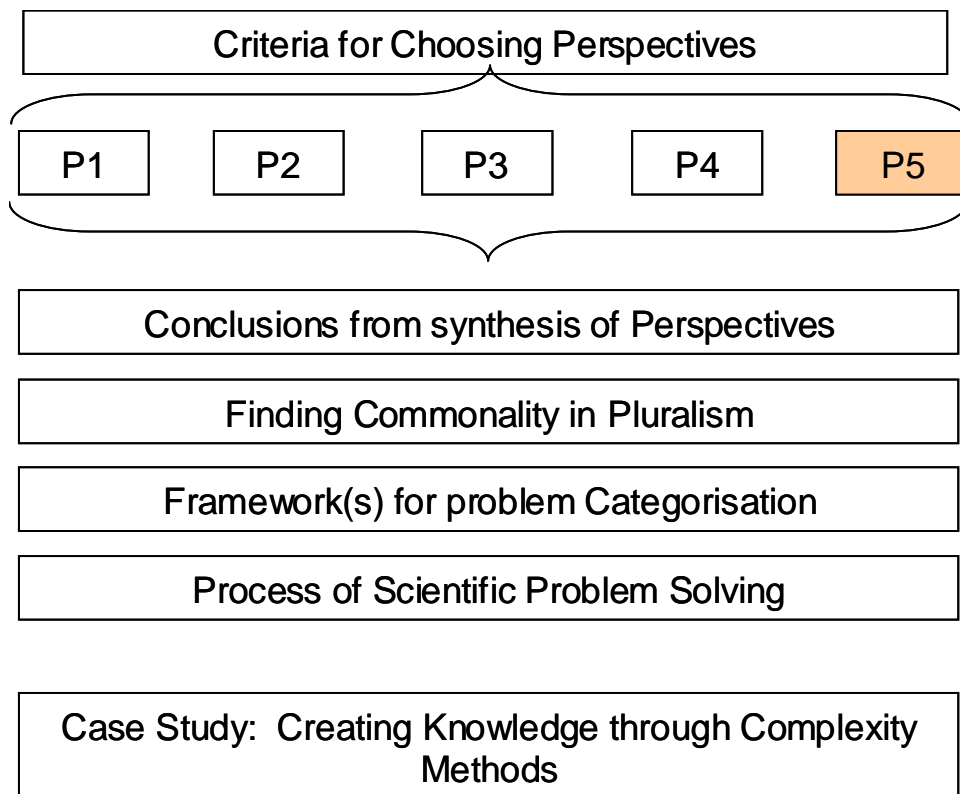 Criteria for Choosing Perspectives
P1 P2 P3 P4 P5
Conclusions from synthesis of Perspectives
Finding Commonality in Pluralism
Framework(s) for problem Categorisation
Process of Scientific Problem Solving
Case Study:  Creating Knowledge through Complexity
Methods